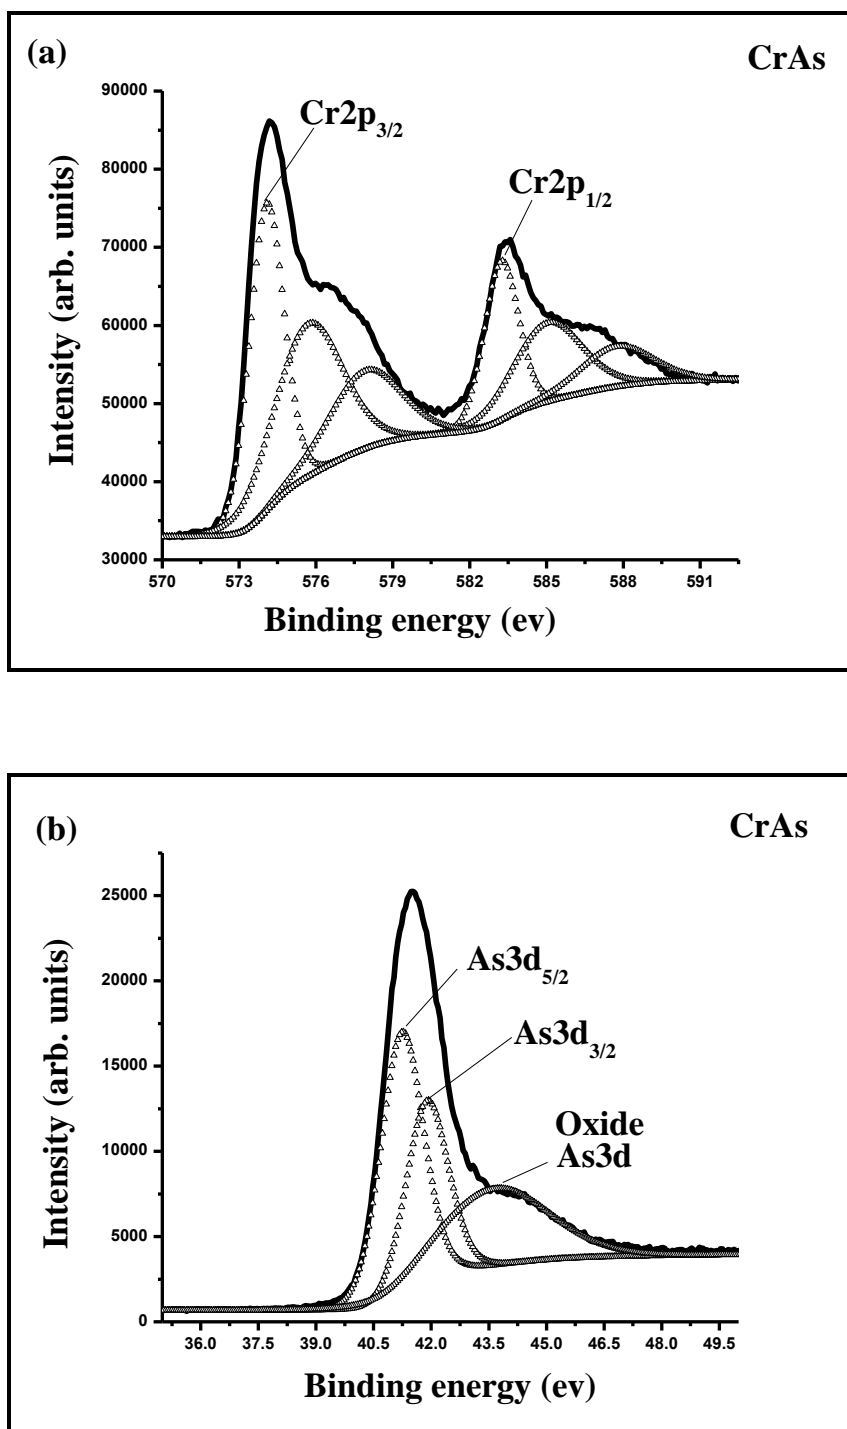 (a)
CrAs
Cr2p3/2
Cr2p1/2
90000
80000
70000
60000
50000
40000
30000
570 573 576 579 582 585 588 591
Intensity (arb. units)
Binding energy (ev)
(b)
CrAs
As3d5/2
As3d3/2
Oxide
As3d
25000
20000
15000
10000
5000
0
36.0 37.5 39.0 40.5 42.0 43.5 45.0 46.5 48.0 49.5
Intensity (arb. units)
Binding energy (ev)